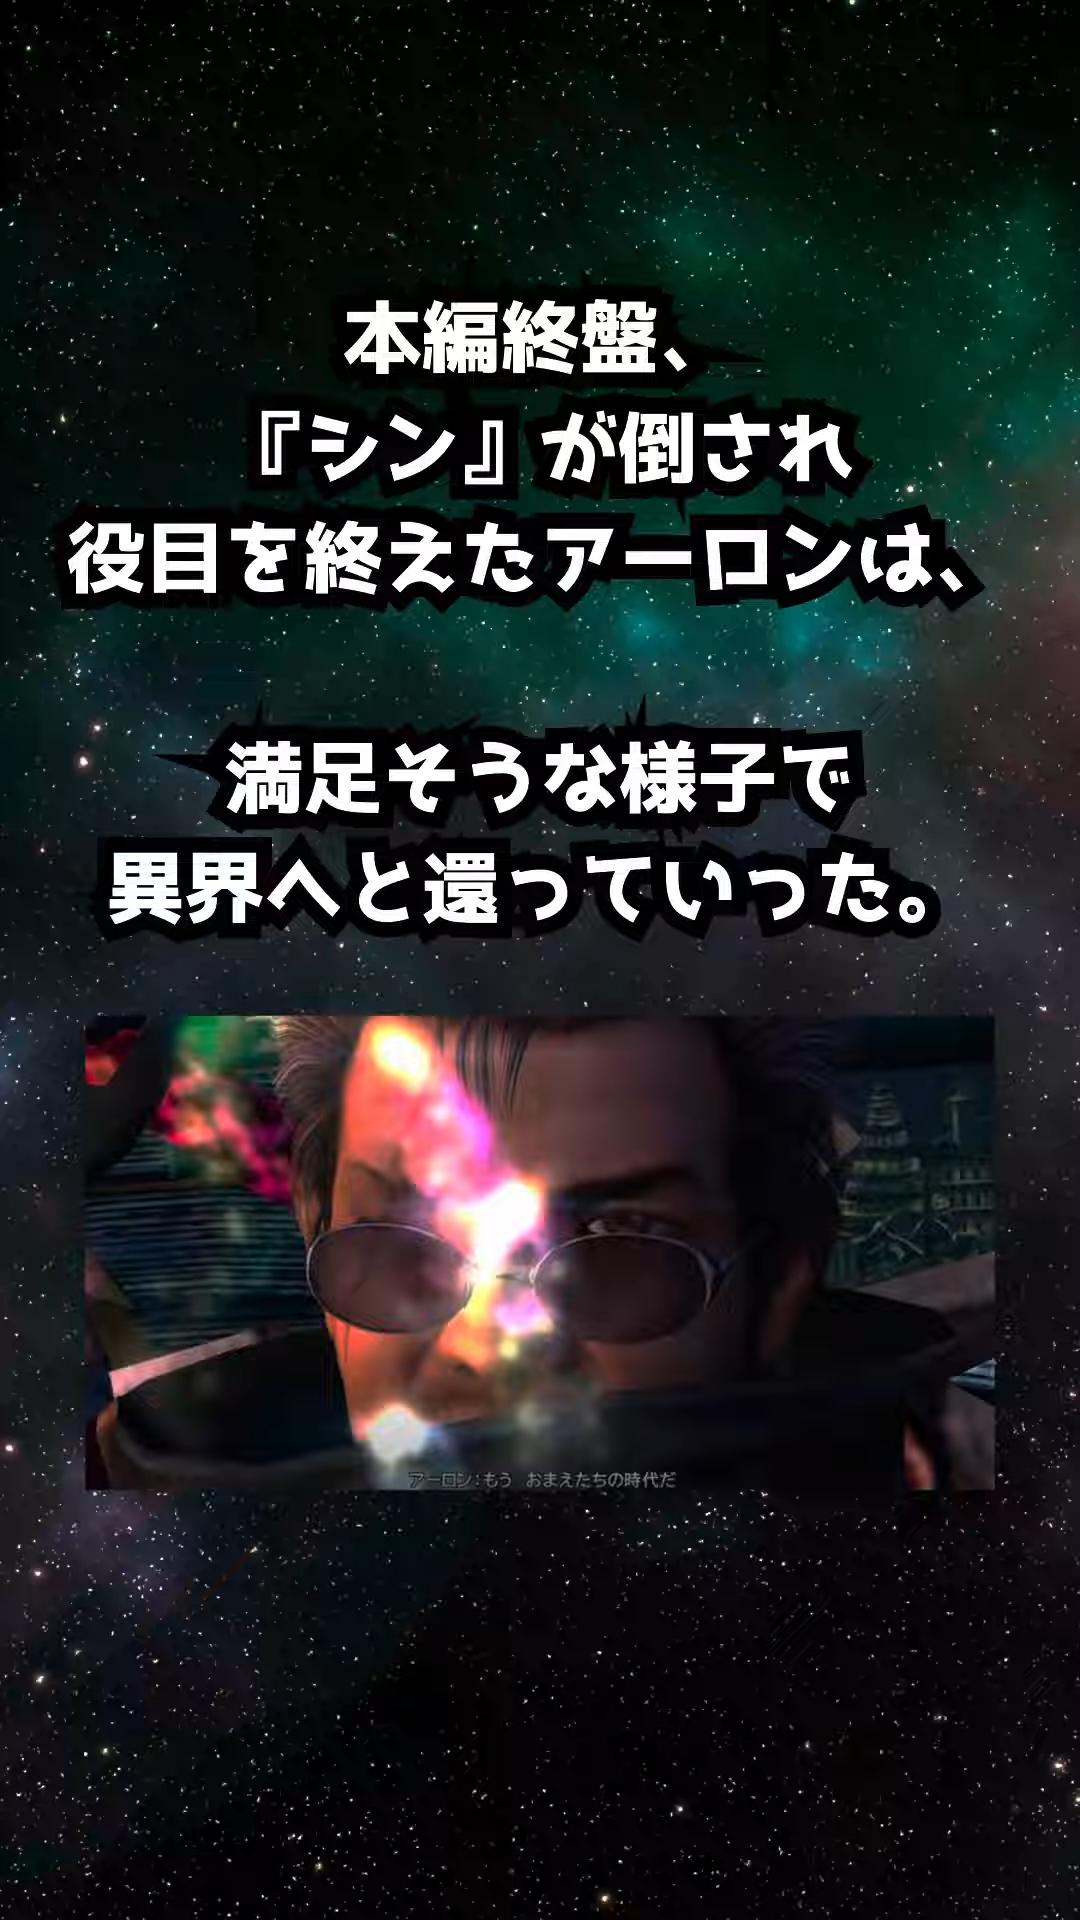 本編終盤、
『シン』が倒され
役目を終えたアーロンは、
満足そうな様子で
異界へと還っていった。
アーロン：もう　おまえたちの時代だ